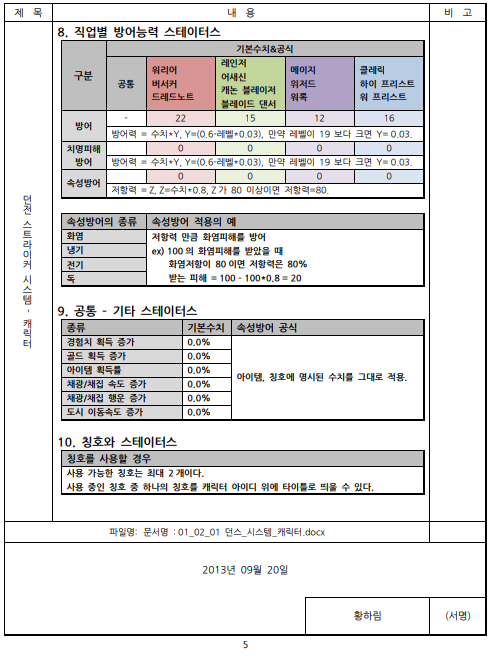 제 목
내 용
비 고
던전 스트라이커 시스템 - 캐릭터
8. 직업별 방어능력 스테이터스
구분
기본수치&공식
공통
워리어
버서커
드레드노트
레인저
어새신
캐논 블레이저
블레이드 댄서
메이지
위저드
워록
클레릭
하이 프리스트
워 프리스트
방어
- 22 15 12 16
방어력 = 수치*Y, Y=(0.6-레벨*0.03), 만약 레벨이 19 보다 크면 Y=0.03.
치명피해
방어
0 0 0 0
방어력 = 수치*Y, Y=(0.6-레벨*0.03), 만약 레벨이 19 보다 크면 Y=0.03.
속성방어
0 0 0 0
저항력 = Z, Z=수치*0.8, Z 가 80 이상이면 저항력=80.
속성방어의 종류
속성방어 적용의 예
화염
냉기
전기
독
저항력 만큼 화염피해를 방어
ex) 100 의 화염피해를 받았을 때
화염저항이 80 이면 저항력은 80%
받는 피해 = 100 - 100*0.8 = 20
9. 공통 - 기타 스테이터스
종류 기본수치 속성방어 공식
경험치 획득 증가 0.0%
골드 획득 증가 0.0%
아이템 획득률 0.0%
채광/채집 속도 증가 0.0%
채광/채집 행운 증가 0.0%
도시 이동속도 증가 0.0%
아이템, 칭호에 명시된 수치를 그대로 적용.
10. 칭호와 스테이터스
칭호를 사용할 경우
사용 가능한 칭호는 최대 2 개이다.
사용 중인 칭호 중 하나의 칭호를 캐릭터 아이디 위에 타이틀로 띄울 수 있다.
파일명: 문서명 : 01_02_01 던스_시스템_캐릭터.docx
2013년 09월 20일
황하림
(서명)
5